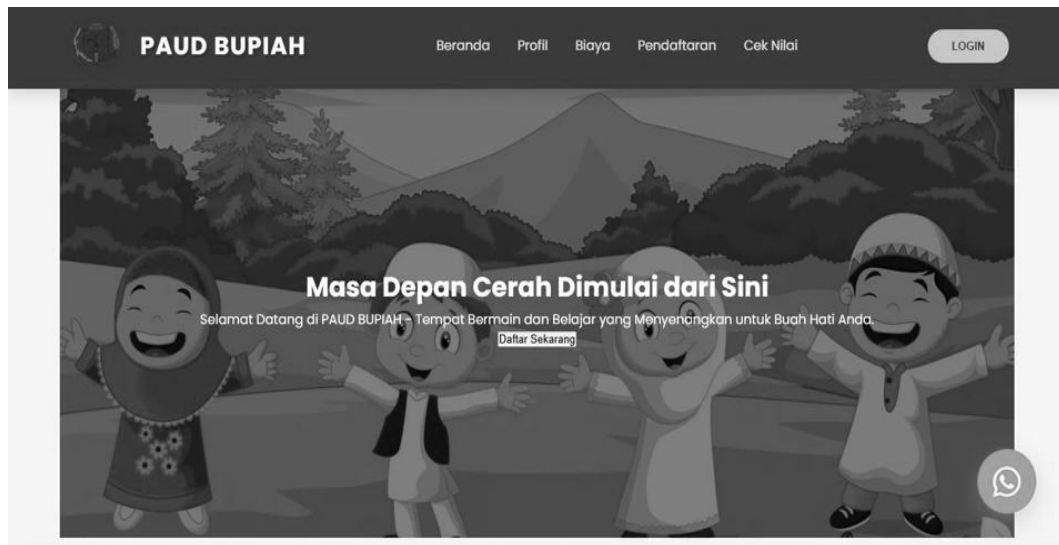 PAUD BUPIAH
Beranda Profil Biaya Pendaftaran Cek Nilai
LOGIN
Masa Depan Cerah Dimulai dari Sini
Selamat Datang di PAUD BUPIAH – Tempat Bermain dan Belajar yang Menyenangkan untuk Buah Hati Anda.
Daftar Sekarang